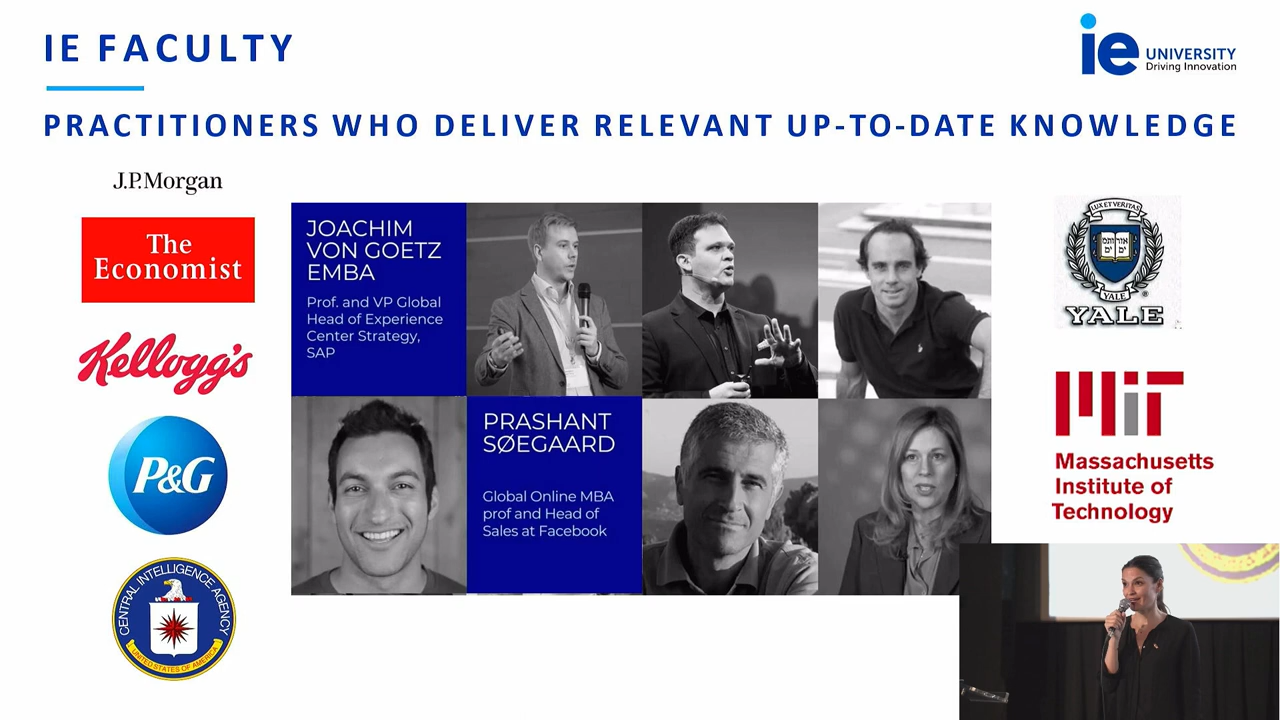 IE FACULTY
ie UNIVERSITY
Driving Innovation
PRACTITIONERS WHO DELIVER RELEVANT UP-TO-DATE KNOWLEDGE
J.P.Morgan
The
Economist
Kellogg's
P&G
CENTRAL INTELLIGENCE AGENCY
UNITED STATES OF AMERICA
JOACHIM
VON GOETZ
EMBA
Prof. and VP Global
Head of Experience
Center Strategy,
SAP
PRASHANT
SØEGAARD
Global Online MBA
prof and Head of
Sales at Facebook
LUX ET VERITAS
YALE
YALE
MIT
Massachusetts
Institute of
Technology